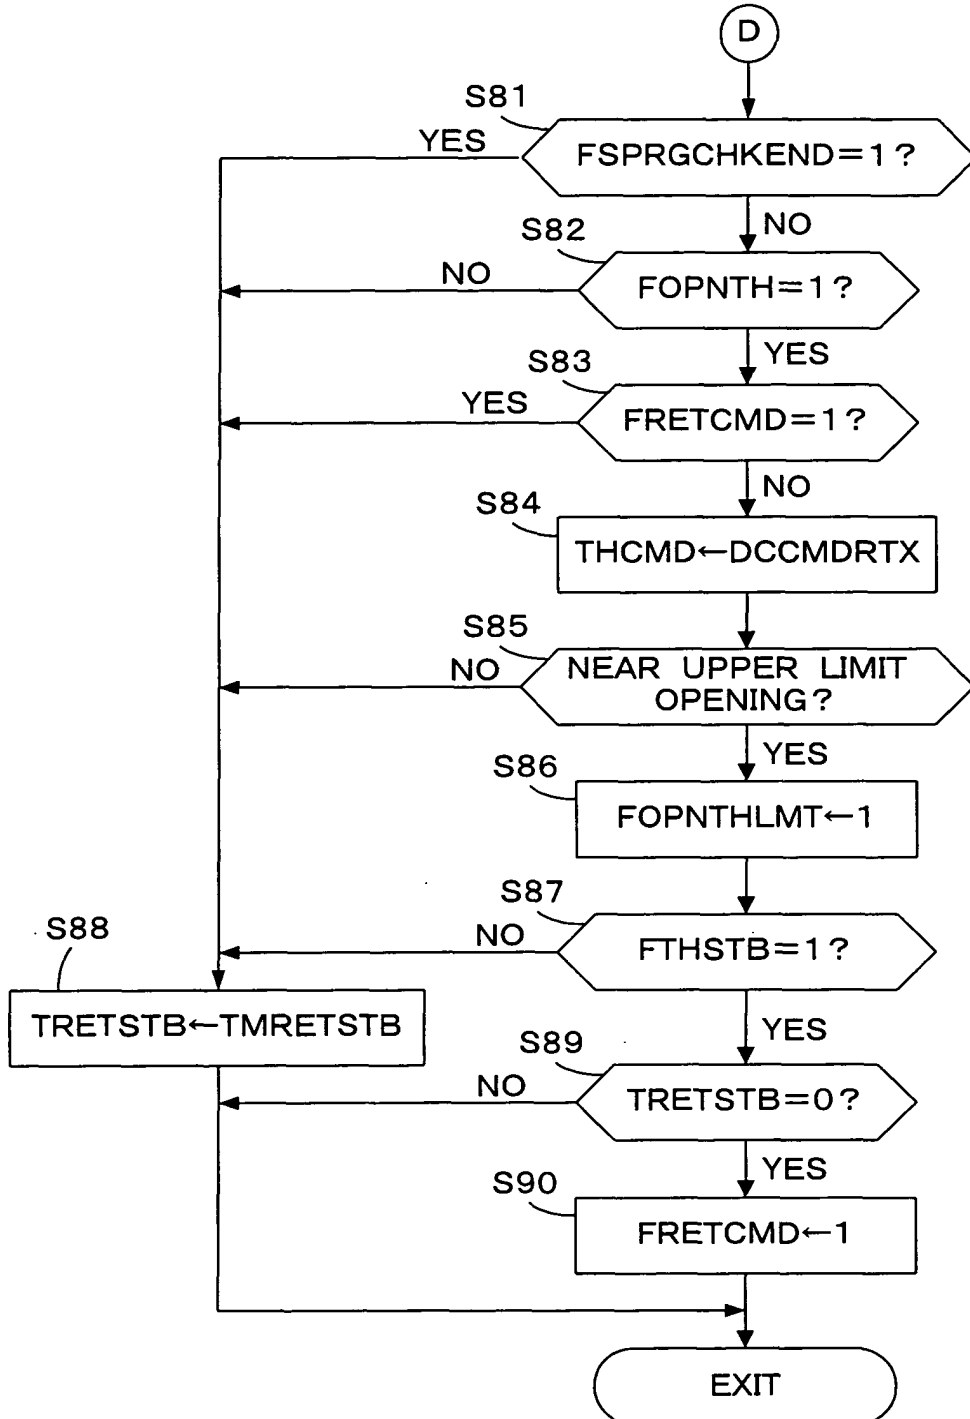 D
S81
YES
FSPRGCHKEND=1?
NO
S82
NO
FOPNTH=1?
YES
S83
YES
FRETCMD=1?
NO
S84
THCMD←DCCMDRTX
S85
NO
NEAR UPPER LIMIT
OPENING?
YES
S86
FOPNTHLMT←1
S87
NO
FTHSTB=1?
YES
S88
TRETSTB←TMRETSTB
S89
NO
TRETSTB=0?
YES
S90
FRETCMD←1
EXIT